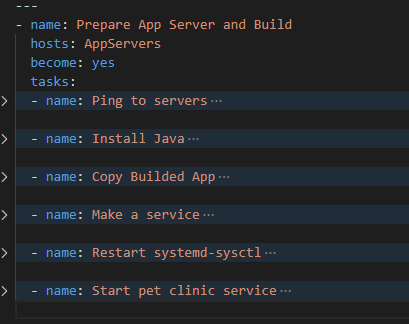 ---
- name: Prepare App Server and Build
hosts: AppServers
become: yes
tasks:
- name: Ping to servers···
- name: Install Java···
- name: Copy Builded App···
- name: Make a service···
- name: Restart systemd-sysctl···
- name: Start pet clinic service···